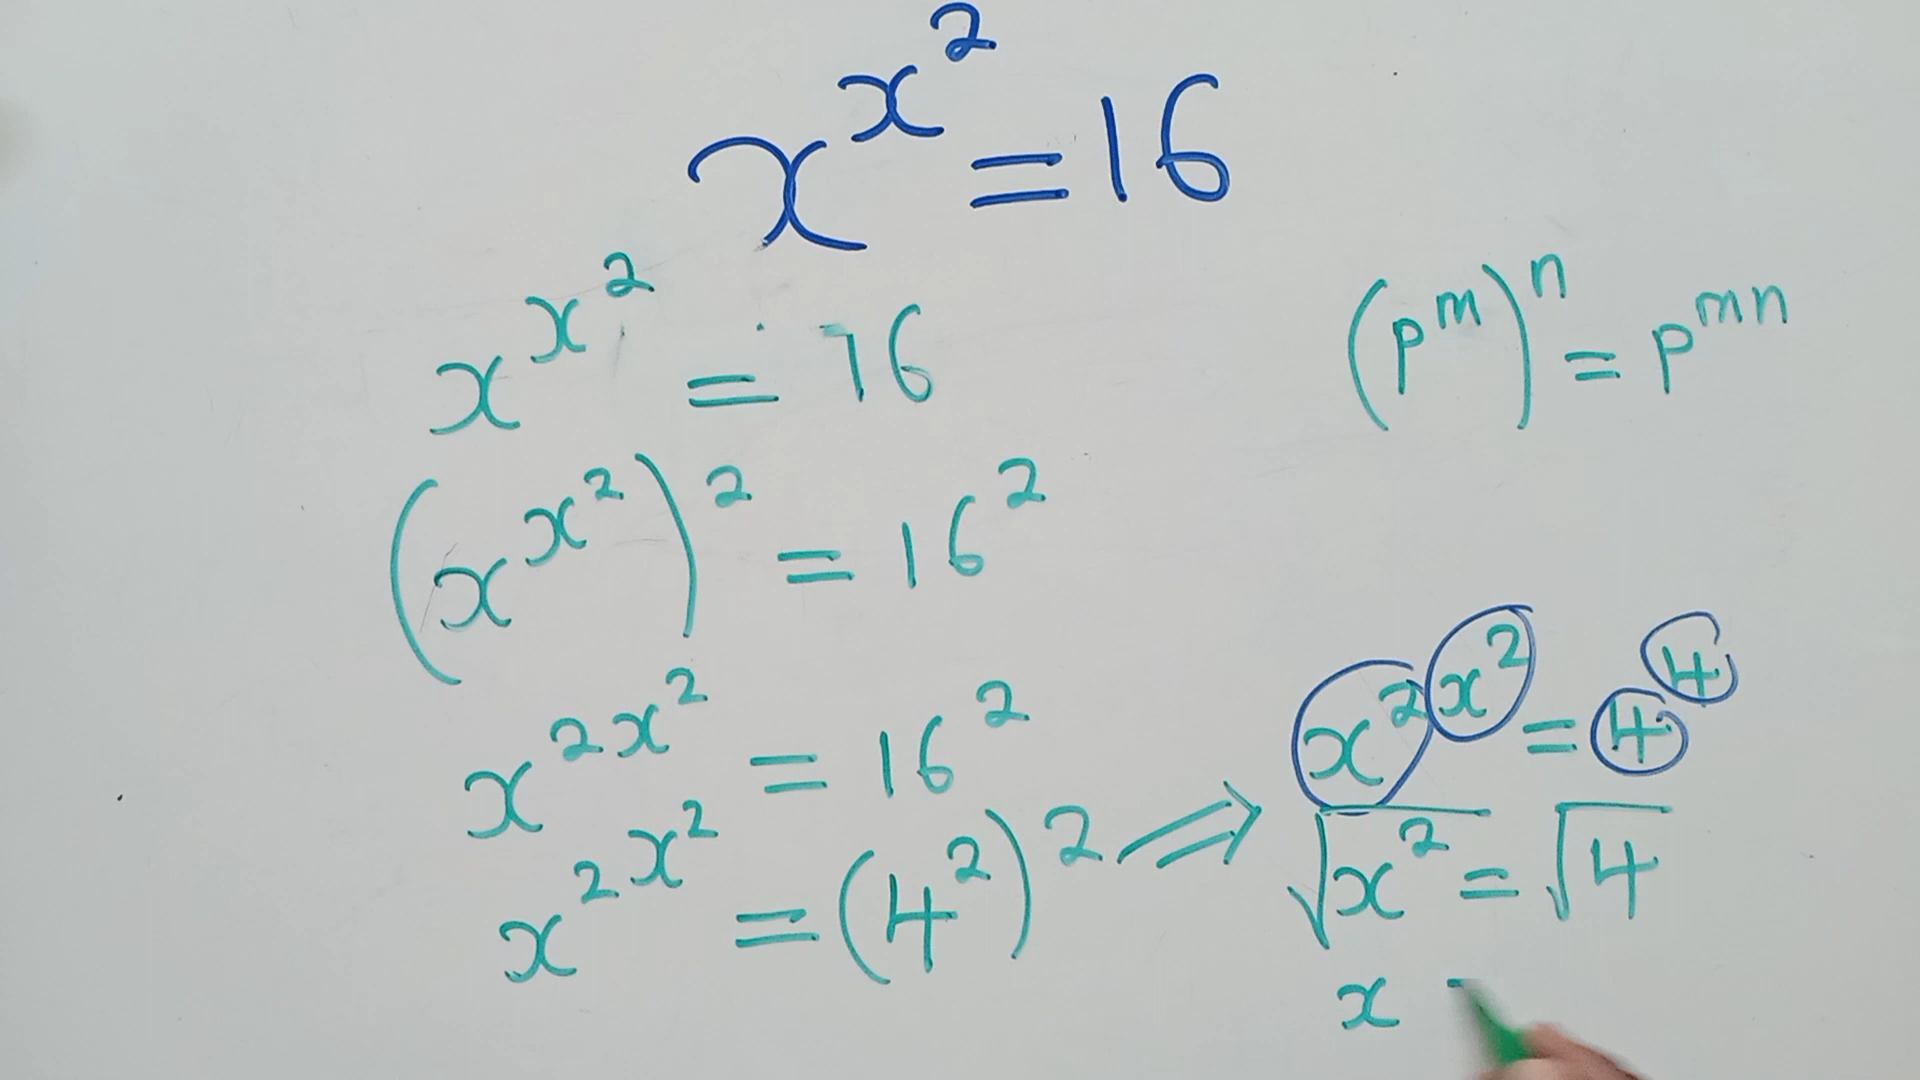 x^{x^2} = 16
x^{x^2} = 16
(p^m)^n = p^{mn}
(x^{x^2})^2 = 16^2
x^{2x^2} = 16^2
x^{2x^2} = (4^2)^2 ⇒
x^{2x^2} = 4^4
√x^2 = √4
x